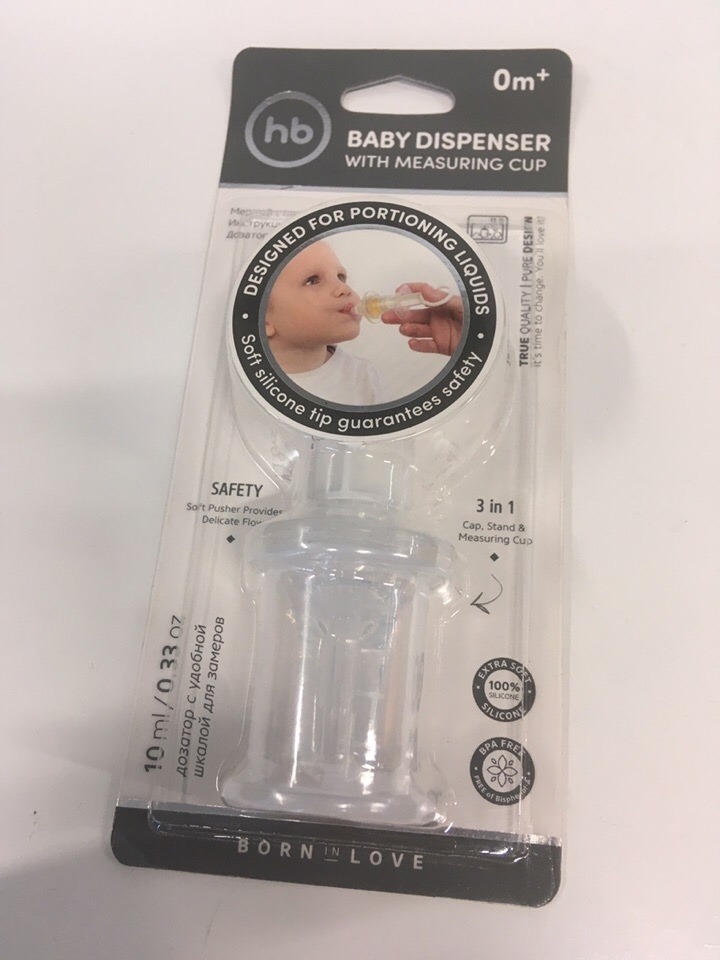 0m+
hb
BABY DISPENSER
WITH MEASURING CUP
DESIGNED FOR PORTIONING LIQUIDS
Soft silicone tip guarantees safety
TRUE QUALITY | PURE DESIGN
it's time to change. You'll love it!
SAFETY
Soft Pusher Provides
Delicate Flow
3 in 1
Cap, Stand &
Measuring Cup
10 ml/0.33 oz
дозатор с удобной
шкалой для замеров
EXTRA SOFT
100%
SILICONE
SILICONE
BPA FREE
FREE of
BORN IN LOVE